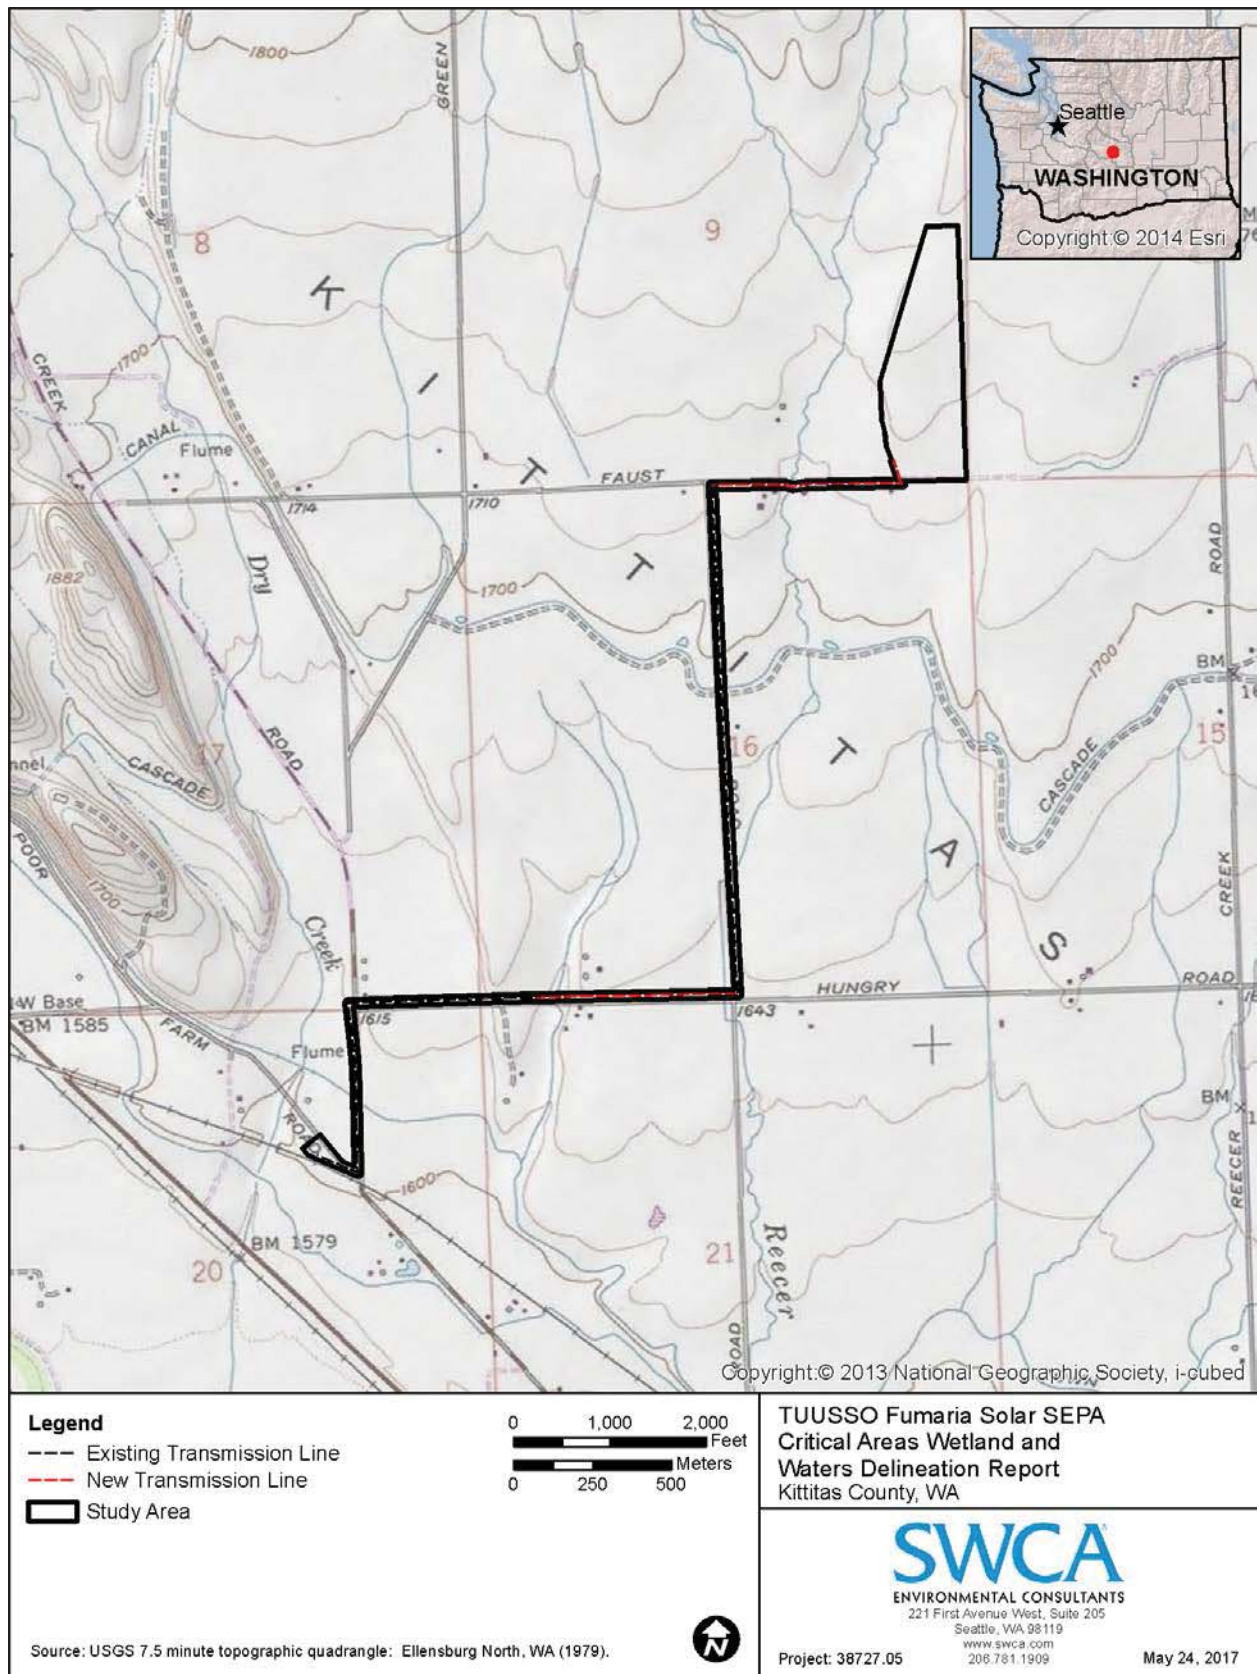 1800
GREEN
Seattle
WASHINGTON
Copyright:© 2014 Esri
8
9
K
I
T
T
I
T
A
S
CREEK
1700
CANAL
Flume
FAUST
1714
1710
Dry
1882
1700
ROAD
1700
BM
17
ROAD
16
15
CASCADE
CASCADE
POOR
1700
CREEK
Creek
HUNGRY
ROAD
W Base
BM 1585
1615
1643
FARM
Flume
ROAD
BM
1600
REECER
BM 1579
20
21
Reecer
ROAD
Copyright:© 2013 National Geographic Society, i-cubed
Legend
Existing Transmission Line
New Transmission Line
Study Area
0 1,000 2,000
Feet
Meters
0 250 500
Source: USGS 7.5 minute topographic quadrangle: Ellensburg North, WA (1979).
N
TUUSSO Fumaria Solar SEPA
Critical Areas Wetland and
Waters Delineation Report
Kittitas County, WA
SWCA
ENVIRONMENTAL CONSULTANTS
221 First Avenue West, Suite 205
Seattle, WA 98119
www.swca.com
206.781.1909
Project: 38727.05
May 24, 2017